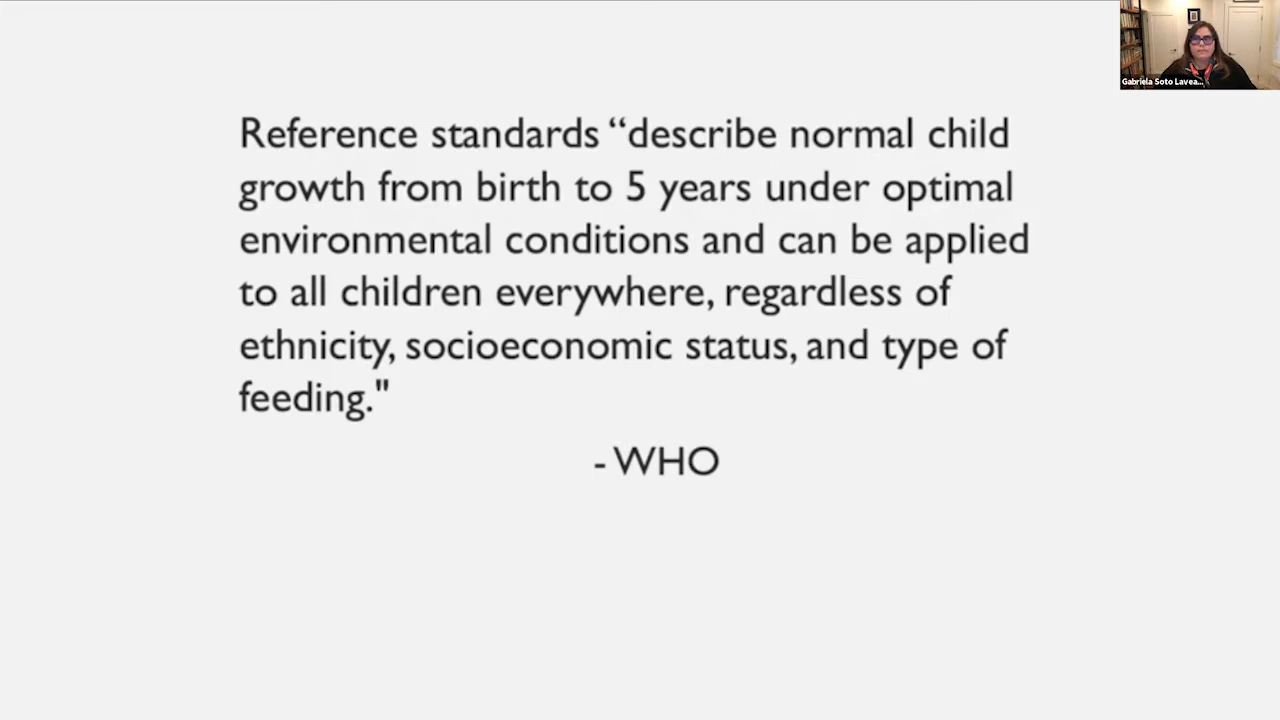 Reference standards “describe normal child
growth from birth to 5 years under optimal
environmental conditions and can be applied
to all children everywhere, regardless of
ethnicity, socioeconomic status, and type of
feeding."
- WHO
Gabriela Soto Lavea...